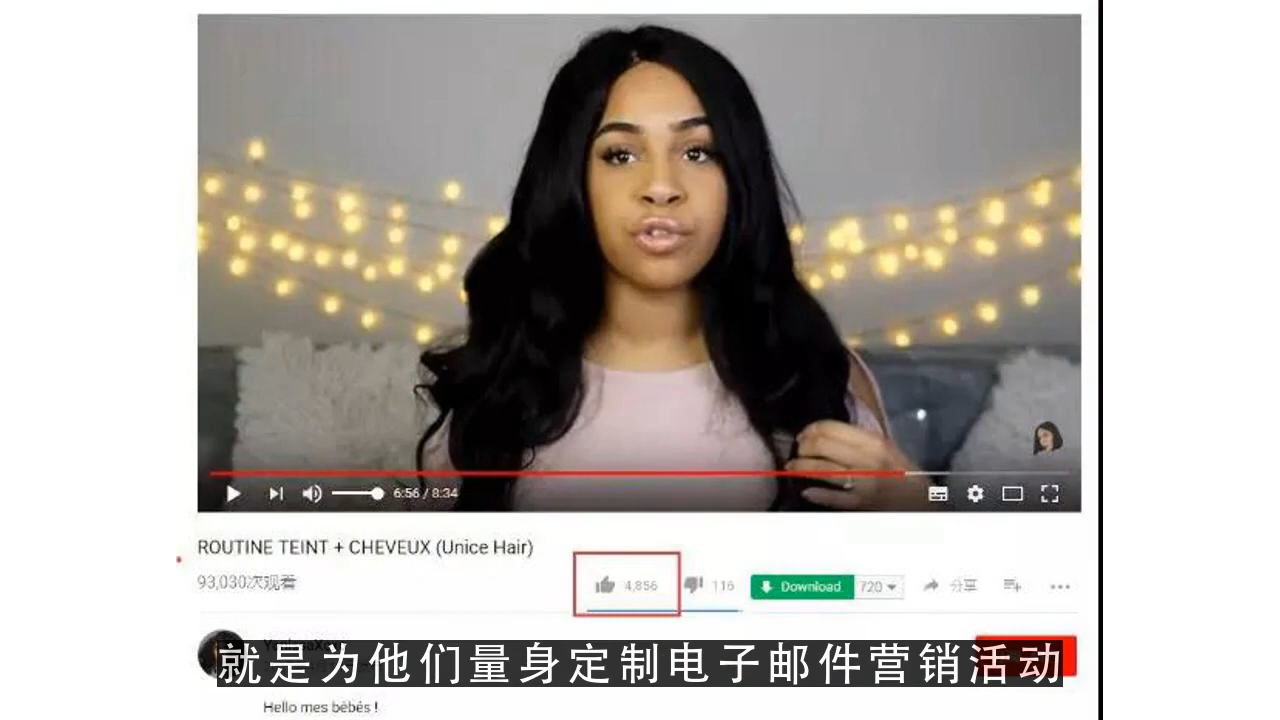 6:56 / 8:34
ROUTINE TEINT + CHEVEUX (Unice Hair)
93,030次观看
4,856
116
Download
720
分享
就是为他们量身定制电子邮件营销活动
Hello mes bébés !